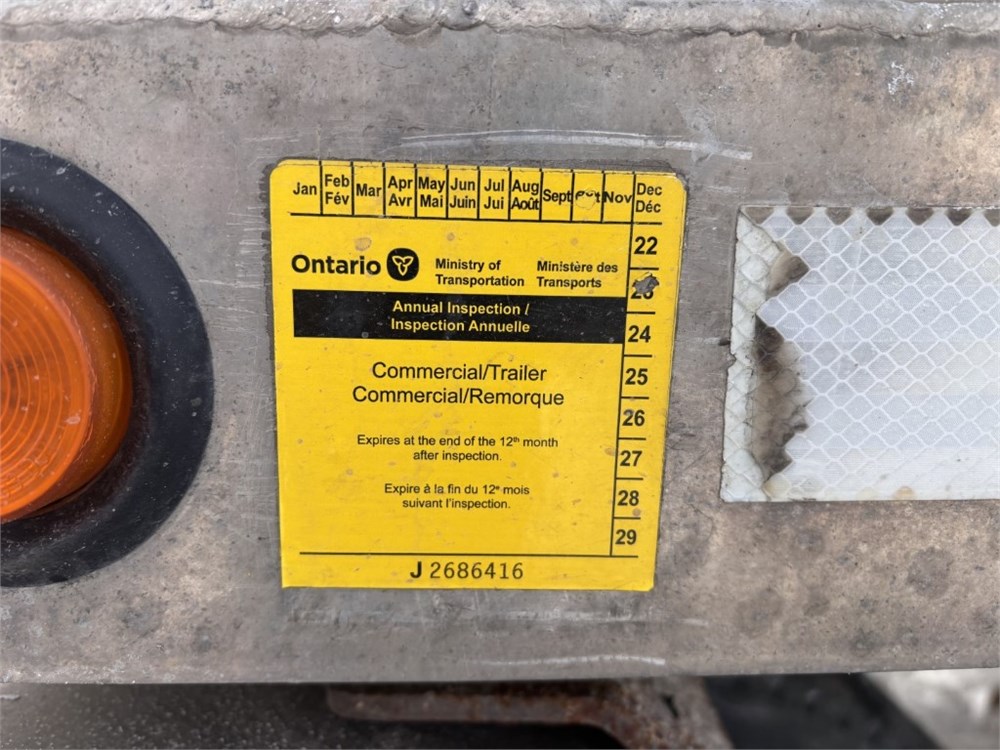 Jan Feb Mar Apr May Jun Jul Aug Sept Oct Nov Dec
Fév Avr Mai Juin Jui Août Déc
22
Ontario Ministry of Ministère des
Transportation Transports
23
Annual Inspection /
Inspection Annuelle
24
Commercial/Trailer
25
Commercial/Remorque
26
Expires at the end of the 12th month
after inspection.
27
Expire à la fin du 12e mois
suivant l'inspection.
28
29
J 2686416